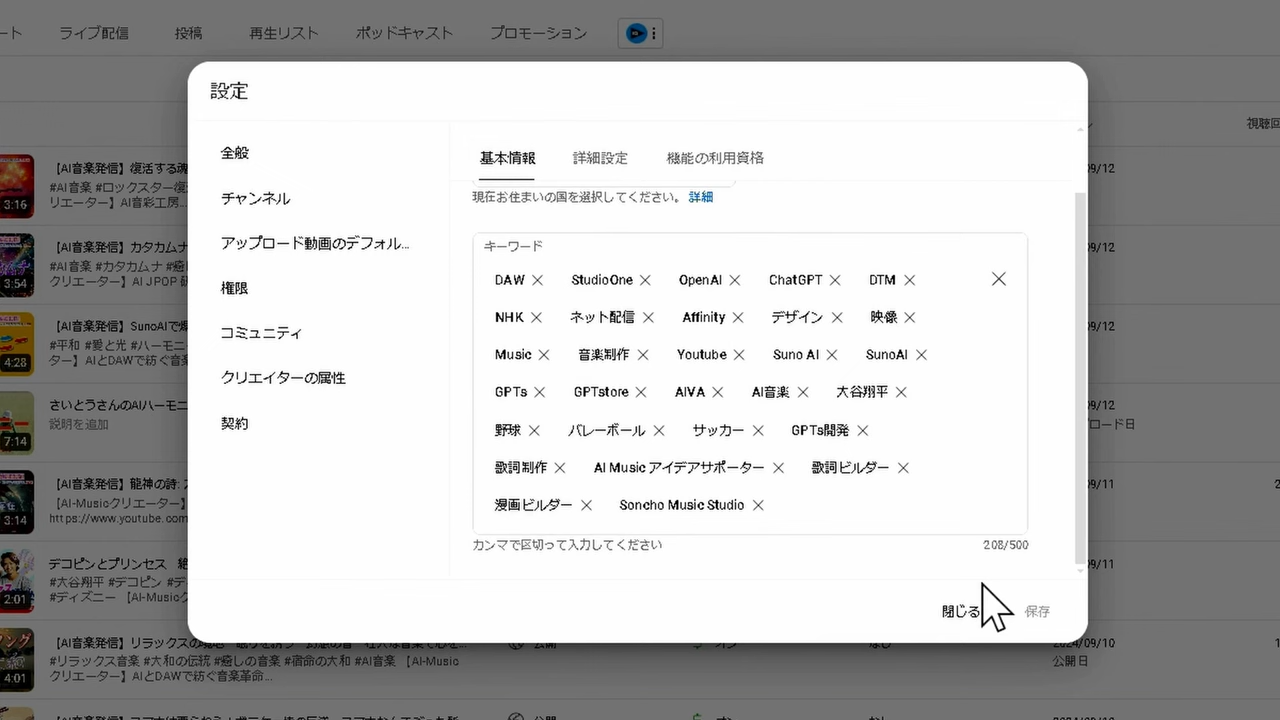 ート ライブ配信 投稿 再生リスト ポッドキャスト プロモーション
設定
視聴回
全般
チャンネル
アップロード動画のデフォル...
権限
コミュニティ
クリエイターの属性
契約
基本情報 詳細設定 機能の利用資格
現在お住まいの国を選択してください。 詳細
キーワード
DAW StudioOne OpenAI ChatGPT DTM
NHK ネット配信 Affinity デザイン 映像
Music 音楽制作 Youtube Suno AI SunoAI
GPTs GPTstore AIVA AI音楽 大谷翔平
野球 バレーボール サッカー GPTs開発
歌詞制作 AI Music アイデアサポーター 歌詞ビルダー
漫画ビルダー Soncho Music Studio
カンマで区切って入力してください 208/500
閉じる 保存
【AI音楽発信】復活する魂
#AI音楽 #ロックスター復
リエーター】AI音彩工房...
3:16
09/12
【AI音楽発信】カタカムナ
#AI音楽 #カタカムナ #癒
クリエーター】AI JPOP
3:54
09/12
【AI音楽発信】SunoAIで爆
#平和 #愛と光 #ハーモニ
ター】AIとDAWで紡ぐ音楽
4:28
09/12
さいとうさんのAIハーモニ
説明を追加
7:14
09/12
ロード日
【AI音楽発信】龍神の詩:
【AI-Musicクリエーター】
https://www.youtube.com
3:14
09/11
デコピンとプリンセス
#大谷翔平 #デコピン #デ
#ディズニー 【AI-Musicク
2:01
09/11
#リラックス音楽 #大和の伝統 #癒しの音楽 #宿命の大和 #AI音楽 【AI-Music
クリエーター】AIとDAWで紡ぐ音楽革命...
4:01
公開
オン
なし
2024/09/10
公開日